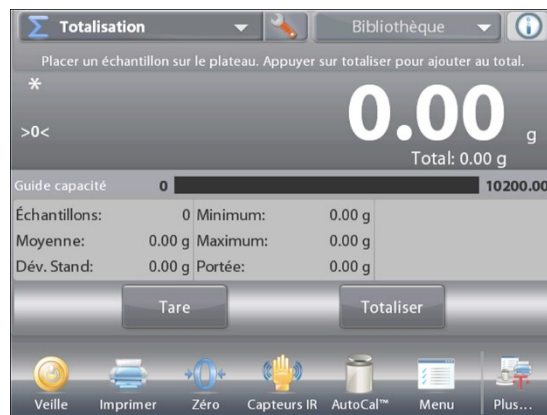 Σ Totalisation Bibliothèque i
Placer un échantillon sur le plateau. Appuyer sur totaliser pour ajouter au total.
*
>0<
0.00 g
Total: 0.00 g
Guide capacité 0 10200.00
Échantillons: 0 Minimum: 0.00 g
Moyenne: 0.00 g Maximum: 0.00 g
Dév. Stand: 0.00 g Portée: 0.00 g
Tare Totaliser
→0←
Veille Imprimer Zéro Capteurs IR AutoCal™ Menu Plus...